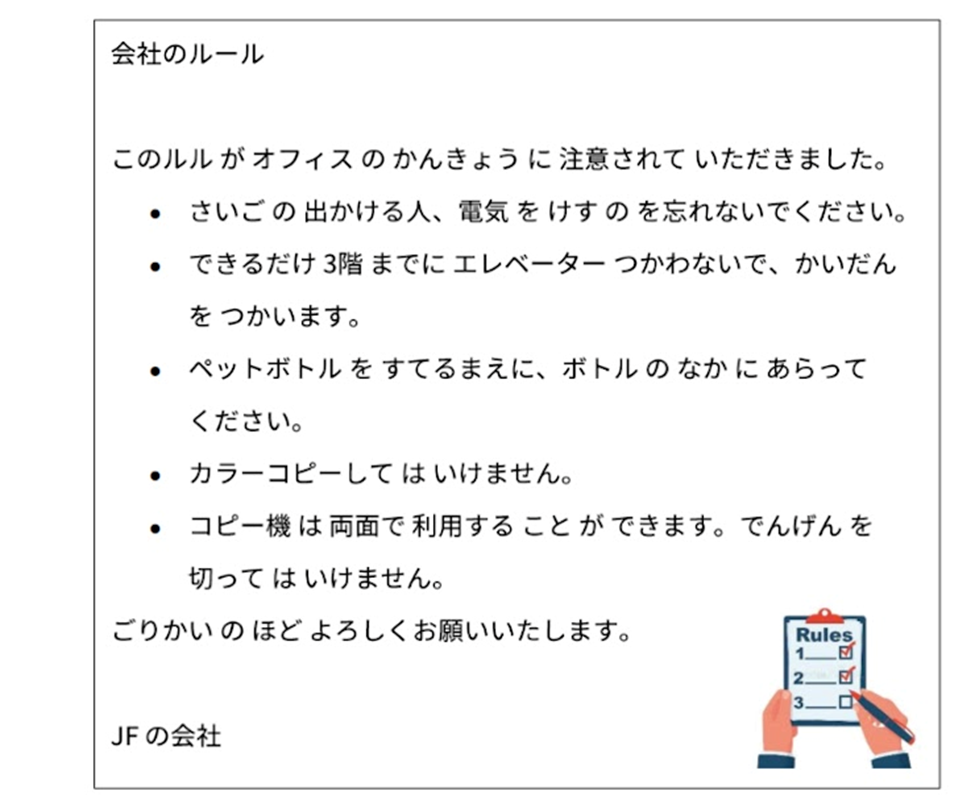 会社のルール
このルル が オフィス の かんきょう に 注意されて いただきました。
• さいご の 出かける人、電気 を けす の を忘れないでください。
• できるだけ 3階 までに エレベーター つかわないで、かいだん
を つかいます。
• ペットボトル を すてるまえに、ボトル の なか に あらって
ください。
• カラーコピーして は いけません。
• コピー機 は 両面で 利用する こと が できます。でんげん を
切って は いけません。
ごりかい の ほど よろしくお願いいたします。
Rules
1
2
3
JF の会社